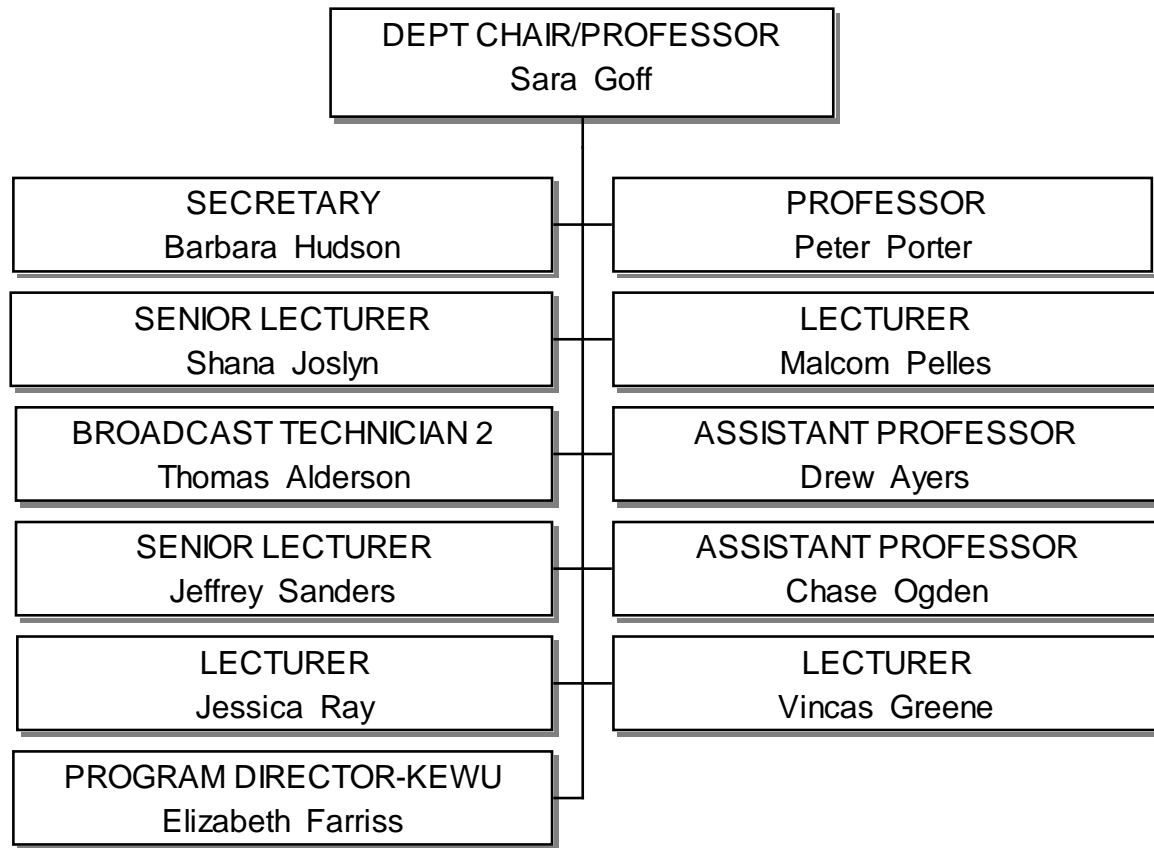 DEPT CHAIR/PROFESSOR
Sara Goff
SECRETARY
Barbara Hudson
PROFESSOR
Peter Porter
SENIOR LECTURER
Shana Joslyn
LECTURER
Malcom Pelles
BROADCAST TECHNICIAN 2
Thomas Alderson
ASSISTANT PROFESSOR
Drew Ayers
SENIOR LECTURER
Jeffrey Sanders
ASSISTANT PROFESSOR
Chase Ogden
LECTURER
Jessica Ray
LECTURER
Vincas Greene
PROGRAM DIRECTOR-KEWU
Elizabeth Farriss